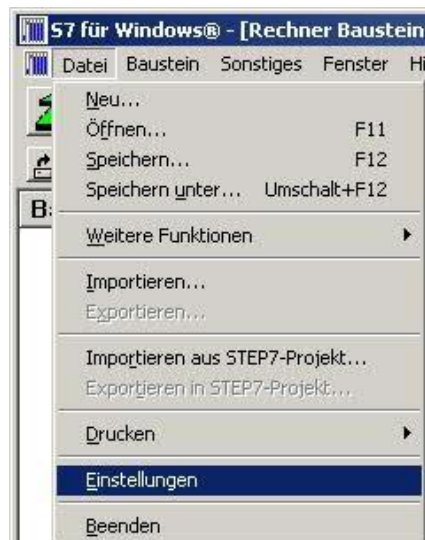 S7 für Windows® - [Rechner Baustein
Datei Baustein Sonstiges Fenster Hi
Neu...
Öffnen... F11
Speichern... F12
Speichern unter... Umschalt+F12
Weitere Funktionen
Importieren...
Exportieren...
Importieren aus STEP7-Projekt...
Exportieren in STEP7-Projekt...
Drucken
Einstellungen
Beenden